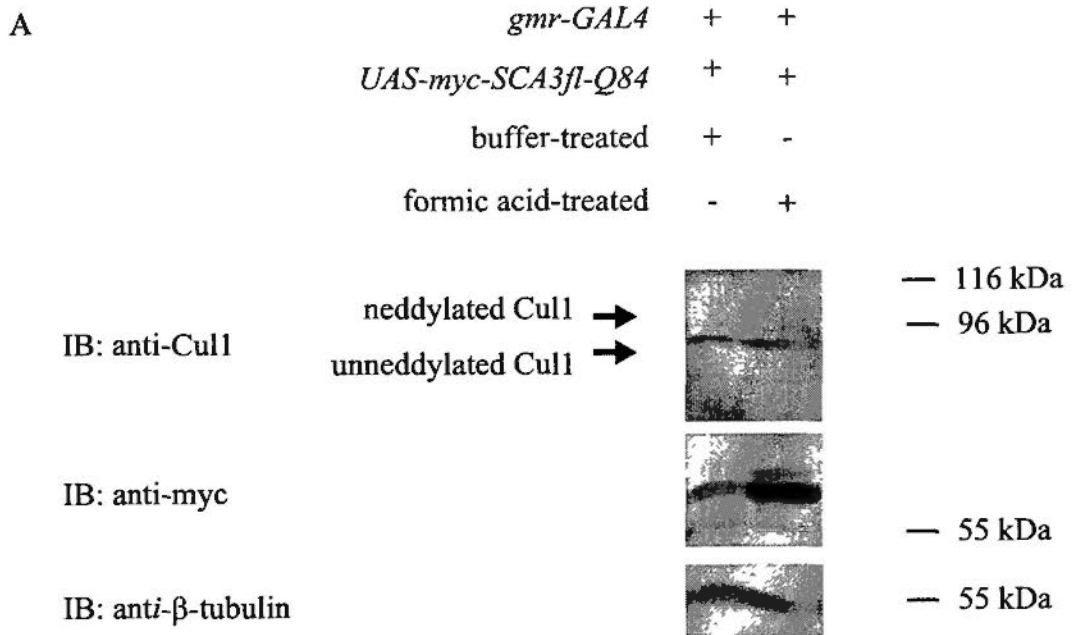 A
gmr-GAL4 + +
UAS-myc-SCA3fl-Q84 + +
buffer-treated + -
formic acid-treated - +
116 kDa
neddylated Cul1
96 kDa
IB: anti-Cul1
unneddylated Cul1
IB: anti-myc
55 kDa
IB: anti-β-tubulin
55 kDa